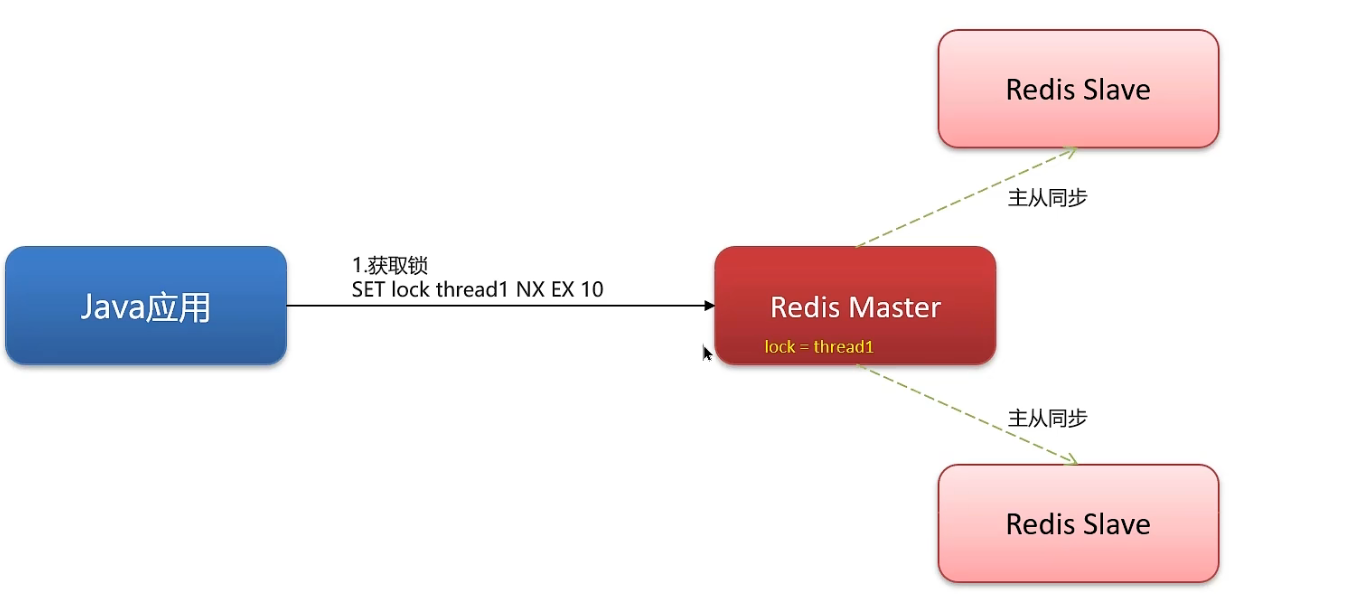 Redis Slave
主从同步
1.获取锁
SET lock thread1 NX EX 10
Java应用
Redis Master
lock = thread1
主从同步
Redis Slave